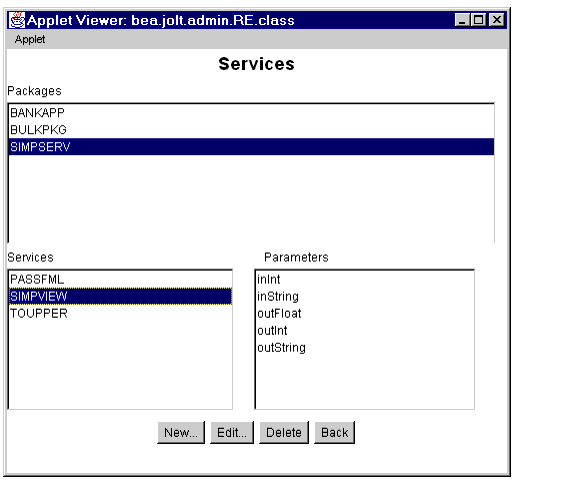 Applet Viewer: bea.jolt.admin.RE.class
Applet
Services
Packages
BANKAPP
BULKPKG
SIMPSERV
Services
Parameters
PASSFML
SIMPVIEW
TOUPPER
inInt
inString
outFloat
outInt
outString
New... Edit... Delete Back